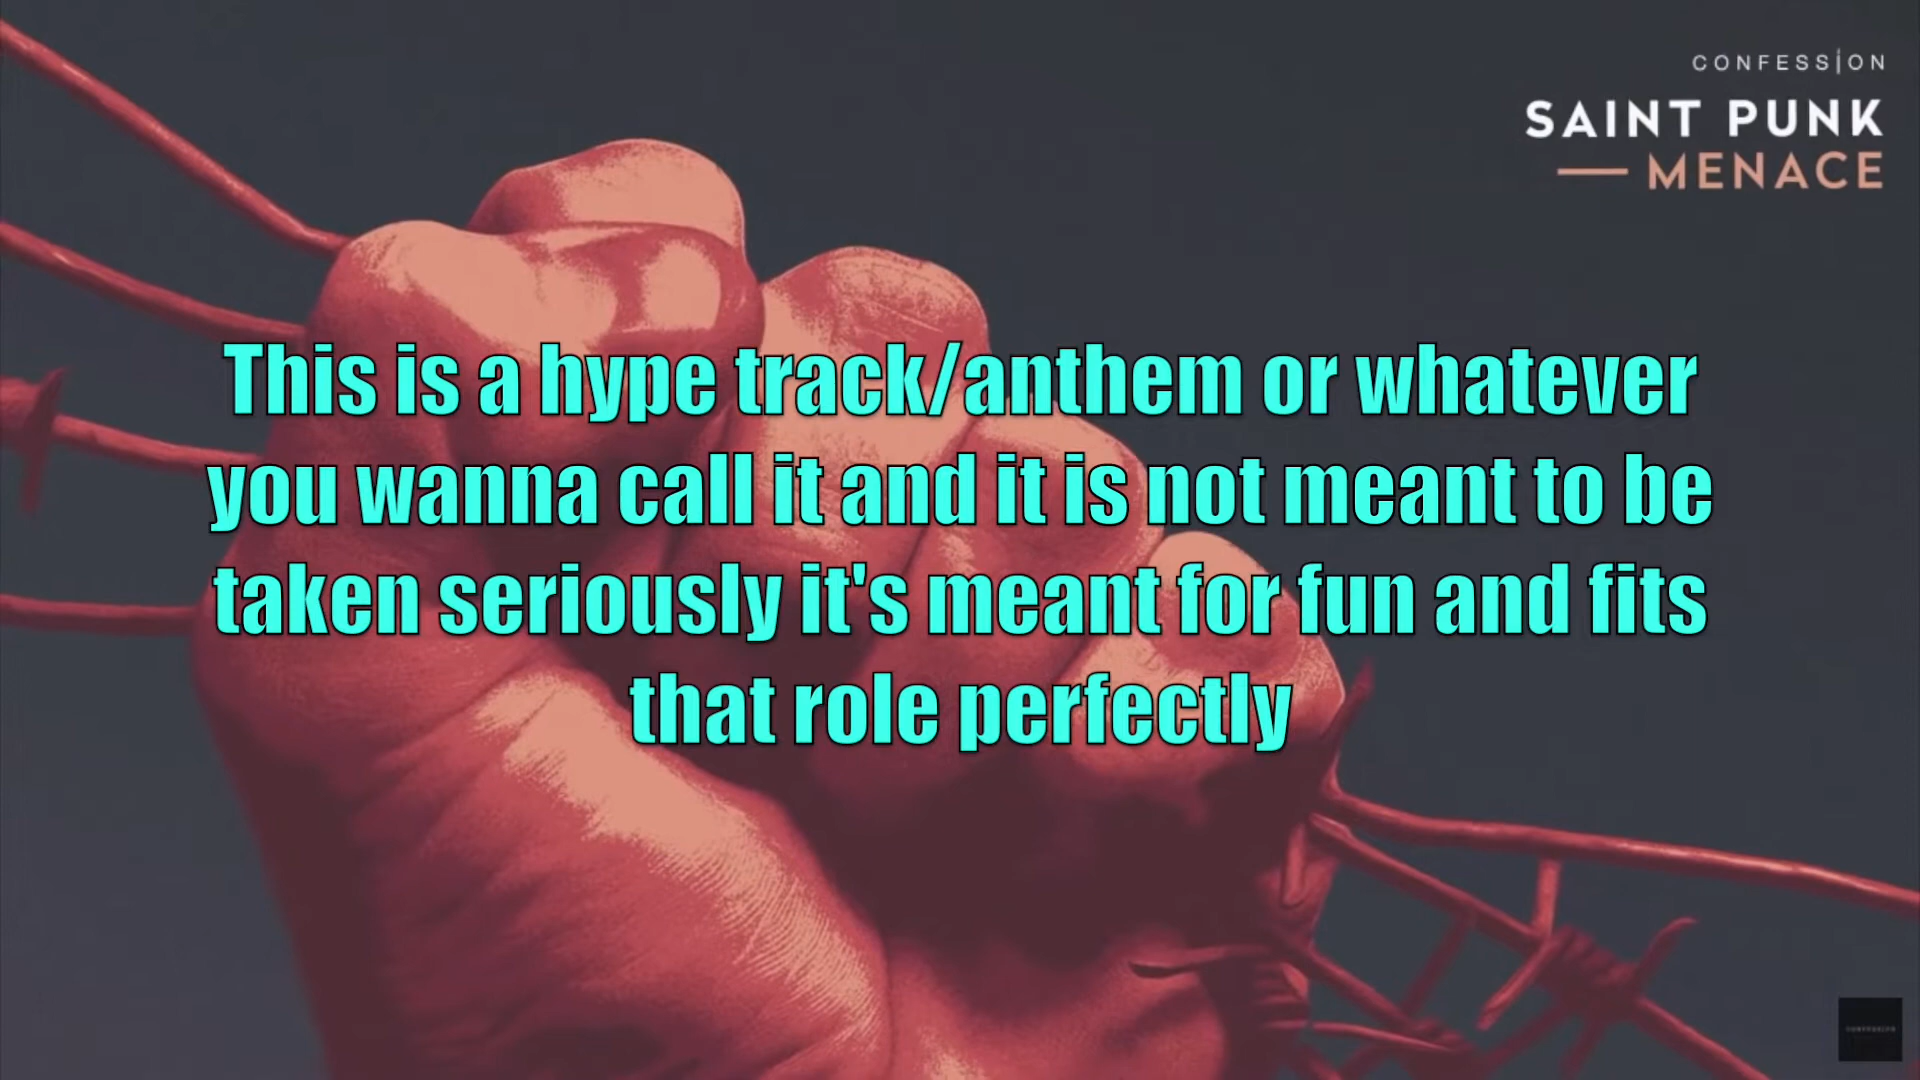 CONFESSION
SAINT PUNK
— MENACE
This is a hype track/anthem or whatever
you wanna call it and it is not meant to be
taken seriously it's meant for fun and fits
that role perfectly
CONFESSION